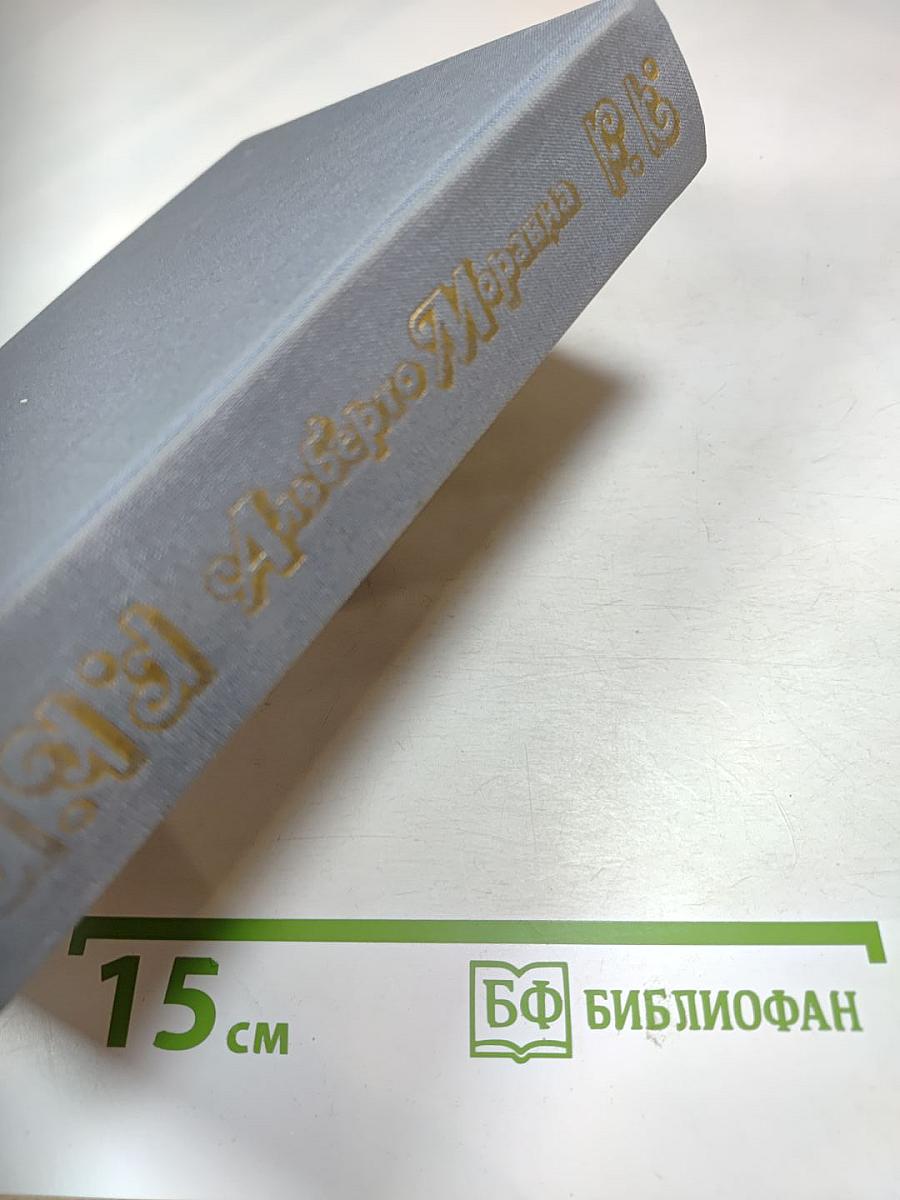 Альберто Моравиа
15 см
БФ БИБЛИОФАН